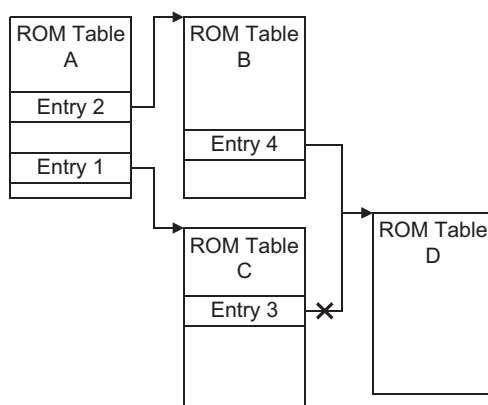 ROM Table
A
Entry 2
Entry 1
ROM Table
B
Entry 4
ROM Table
C
Entry 3
ROM Table
D